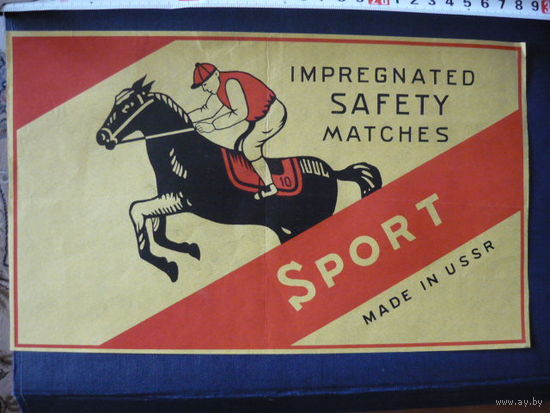 IMPREGNATED
SAFETY
MATCHES
10
SPORT
MADE IN USSR
www.ay.by